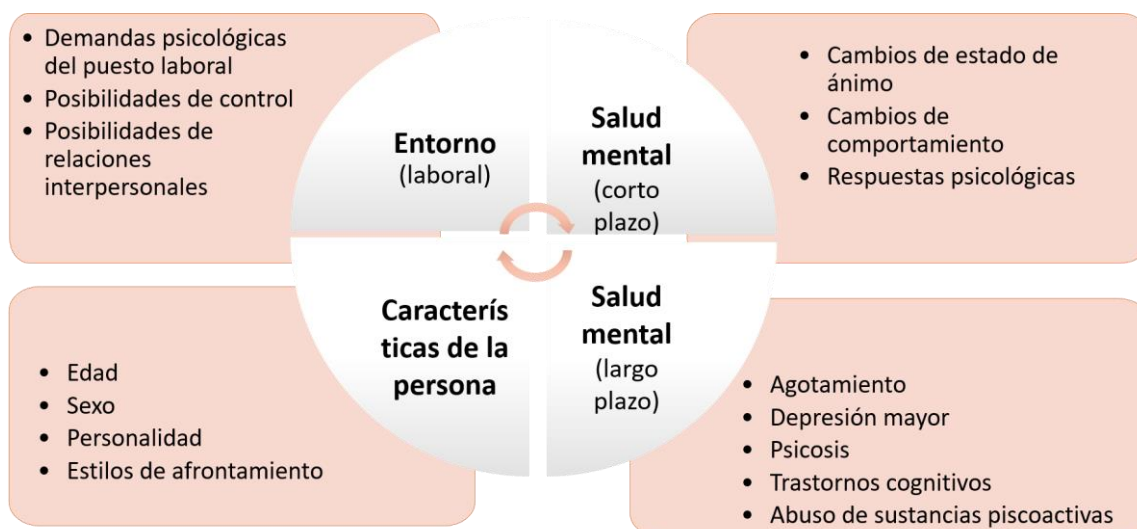 • Demandas psicológicas
del puesto laboral
• Posibilidades de control
• Posibilidades de
relaciones
interpersonales
Entorno
(laboral)
Salud
mental
(corto
plazo)
• Cambios de estado de
ánimo
• Cambios de
comportamiento
• Respuestas psicológicas
• Edad
• Sexo
• Personalidad
• Estilos de afrontamiento
Caracterís
ticas de la
persona
Salud
mental
(largo
plazo)
• Agotamiento
• Depresión mayor
• Psicosis
• Trastornos cognitivos
• Abuso de sustancias piscoactivas